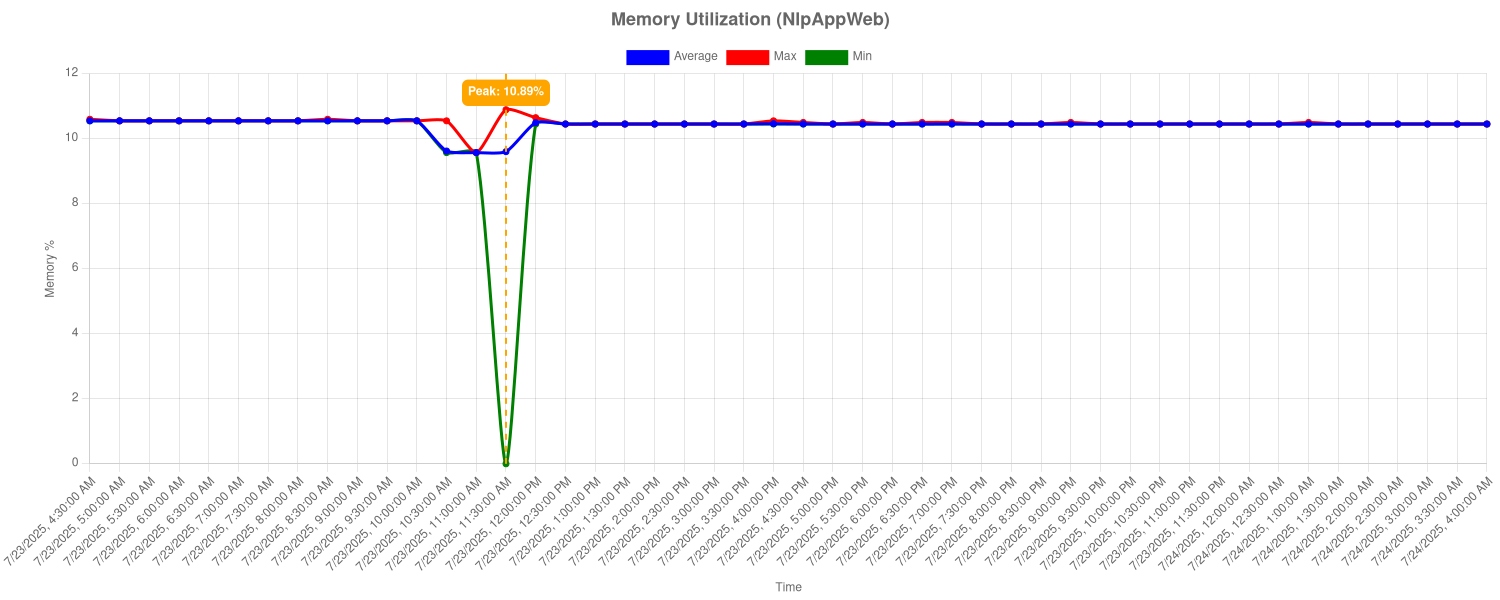 Memory Utilization (NlpAppWeb)
Average Max Min
Peak: 10.89%
12
10
8
6
4
2
0
Memory %
7/23/2025, 4:30:00 AM
7/23/2025, 5:00:00 AM
7/23/2025, 5:30:00 AM
7/23/2025, 6:00:00 AM
7/23/2025, 6:30:00 AM
7/23/2025, 7:00:00 AM
7/23/2025, 7:30:00 AM
7/23/2025, 8:00:00 AM
7/23/2025, 8:30:00 AM
7/23/2025, 9:00:00 AM
7/23/2025, 9:30:00 AM
7/23/2025, 10:00:00 AM
7/23/2025, 10:30:00 AM
7/23/2025, 11:00:00 AM
7/23/2025, 11:30:00 AM
7/23/2025, 12:00:00 PM
7/23/2025, 12:30:00 PM
7/23/2025, 1:00:00 PM
7/23/2025, 1:30:00 PM
7/23/2025, 2:00:00 PM
7/23/2025, 2:30:00 PM
7/23/2025, 3:00:00 PM
7/23/2025, 3:30:00 PM
7/23/2025, 4:00:00 PM
7/23/2025, 4:30:00 PM
7/23/2025, 5:00:00 PM
7/23/2025, 5:30:00 PM
7/23/2025, 6:00:00 PM
7/23/2025, 6:30:00 PM
7/23/2025, 7:00:00 PM
7/23/2025, 7:30:00 PM
7/23/2025, 8:00:00 PM
7/23/2025, 8:30:00 PM
7/23/2025, 9:00:00 PM
7/23/2025, 9:30:00 PM
7/23/2025, 10:00:00 PM
7/23/2025, 10:30:00 PM
7/23/2025, 11:00:00 PM
7/23/2025, 11:30:00 PM
7/24/2025, 12:00:00 AM
7/24/2025, 12:30:00 AM
7/24/2025, 1:00:00 AM
7/24/2025, 1:30:00 AM
7/24/2025, 2:00:00 AM
7/24/2025, 2:30:00 AM
7/24/2025, 3:00:00 AM
7/24/2025, 3:30:00 AM
7/24/2025, 4:00:00 AM
Time